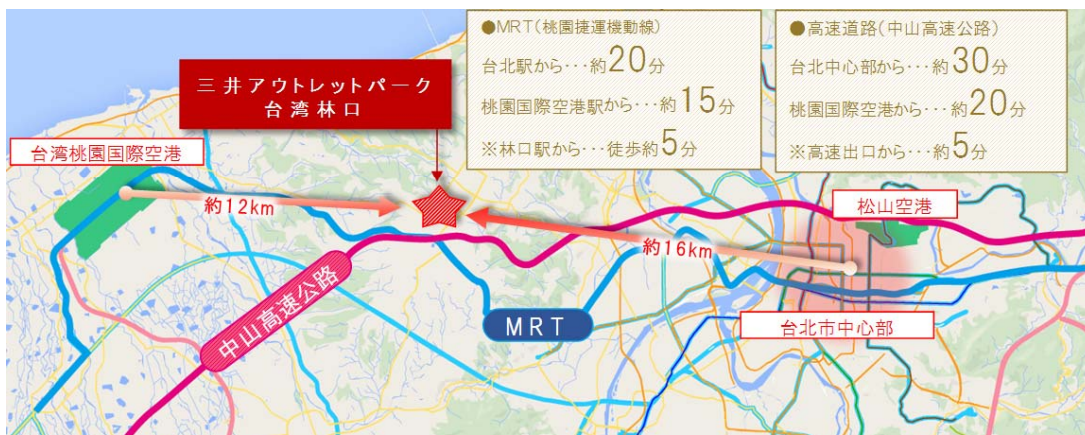 ●MRT(桃園捷運機動線)
台北駅から･･･約20分
桃園国際空港駅から･･･約15分
※林口駅から･･･徒歩約5分
●高速道路(中山高速公路)
台北中心部から･･･約30分
桃園国際空港から･･･約20分
※高速出口から･･･約5分
三井アウトレットパーク
台湾林口
台湾桃園国際空港
約12km
松山空港
約16km
中山高速公路
MRT
台北市中心部